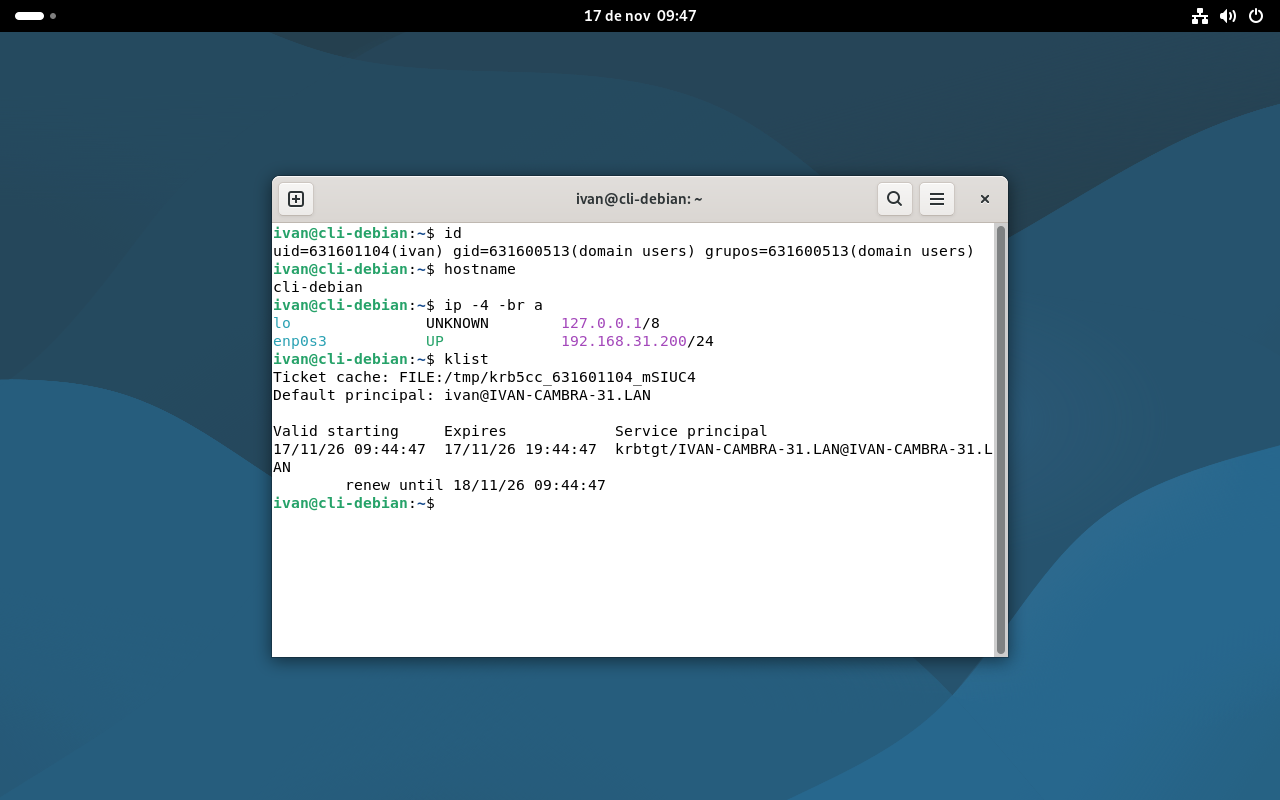 17 de nov 09:47
ivan@cli-debian: ~
ivan@cli-debian:~$ id
uid=631601104(ivan) gid=631600513(domain users) grupos=631600513(domain users)
ivan@cli-debian:~$ hostname
cli-debian
ivan@cli-debian:~$ ip -4 -br a
lo               UNKNOWN        127.0.0.1/8
enp0s3           UP             192.168.31.200/24
ivan@cli-debian:~$ klist
Ticket cache: FILE:/tmp/krb5cc_631601104_mSIUC4
Default principal: ivan@IVAN-CAMBRA-31.LAN
Valid starting     Expires            Service principal
17/11/26 09:44:47  17/11/26 19:44:47  krbtgt/IVAN-CAMBRA-31.LAN@IVAN-CAMBRA-31.L
AN
        renew until 18/11/26 09:44:47
ivan@cli-debian:~$